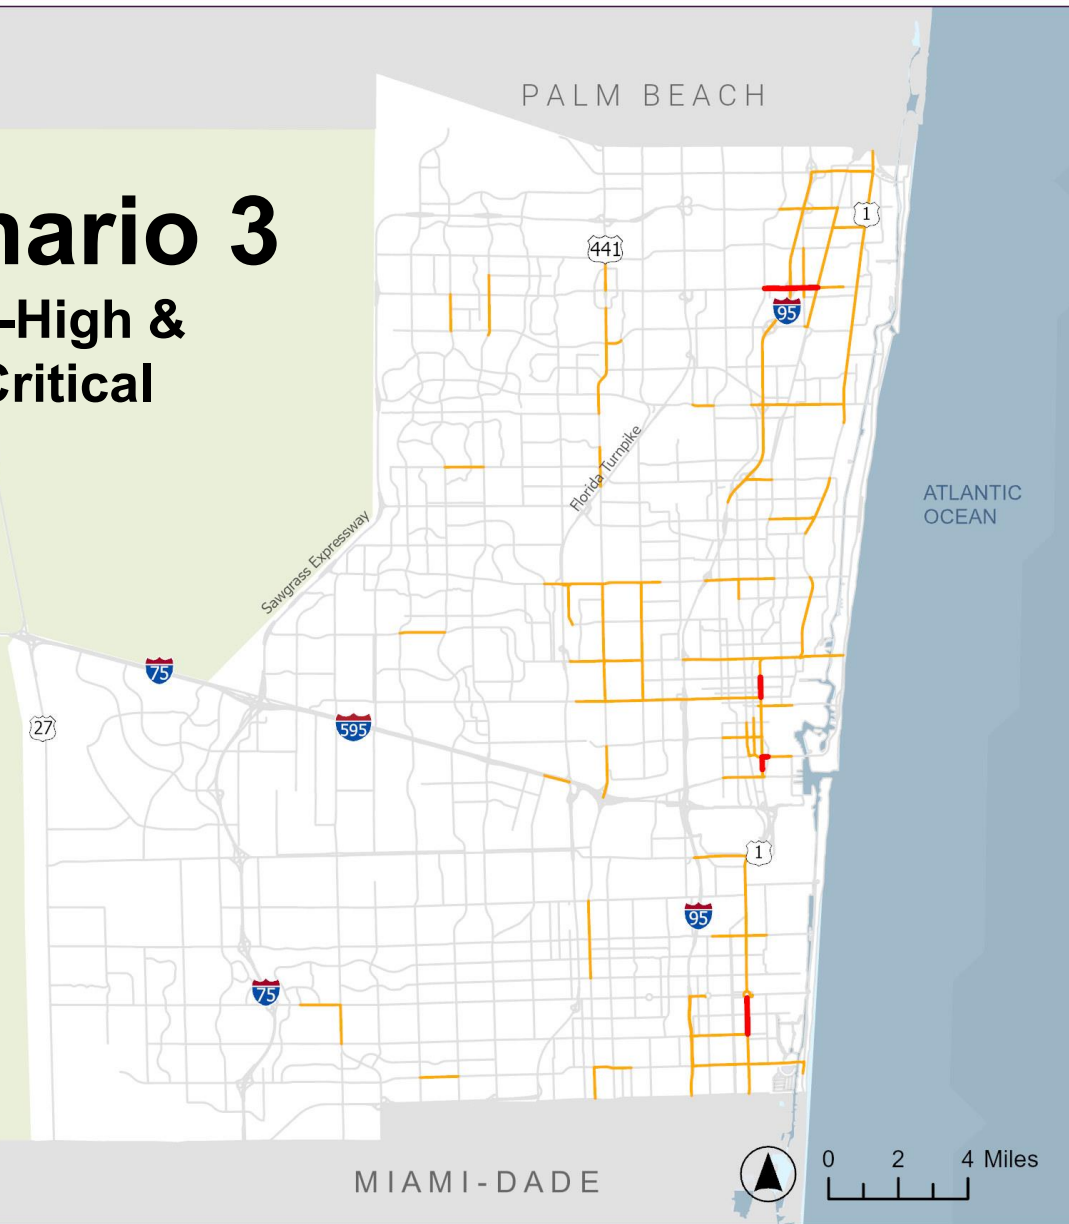 PALM BEACH
nario 3
-High &
Critical
1
441
95
Florida Turnpike
ATLANTIC
OCEAN
Sawgrass Expressway
75
27
595
1
95
75
MIAMI-DADE
0 2 4 Miles